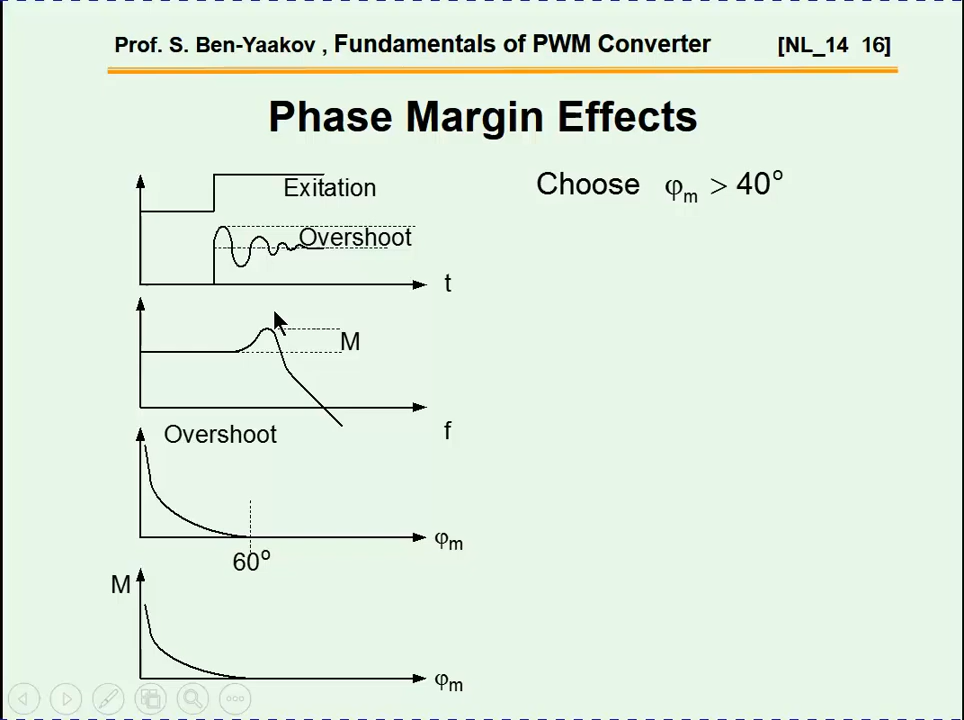 Prof. S. Ben-Yaakov , Fundamentals of PWM Converter [NL_14 16]
Phase Margin Effects
Choose φm > 40°
Exitation
Overshoot
t
M
f
Overshoot
φm
60°
M
φm